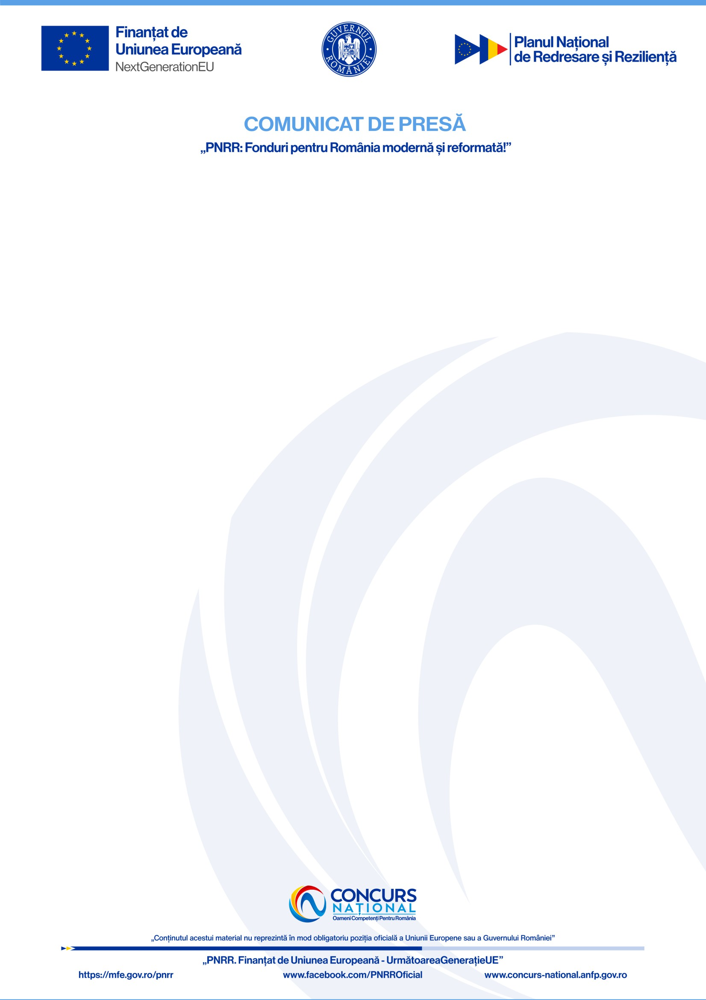 Finanțat de
Uniunea Europeană
NextGenerationEU
GUVERNUL ROMÂNIEI
Planul Național
de Redresare și Reziliență
COMUNICAT DE PRESĂ
„PNRR: Fonduri pentru România modernă și reformată!”
CONCURS
NAȚIONAL
Oameni Competenți Pentru România
„Conținutul acestui material nu reprezintă în mod obligatoriu poziția oficială a Uniunii Europene sau a Guvernului României”
„PNRR. Finanțat de Uniunea Europeană - UrmătoareaGenerațieUE”
https://mfe.gov.ro/pnrr www.facebook.com/PNRROficial www.concurs-national.anfp.gov.ro